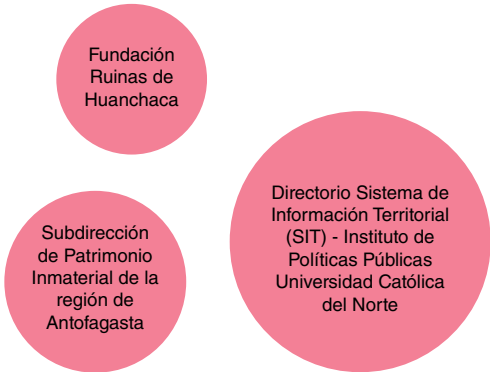 Fundación
Ruinas de
Huanchaca
Subdirección
de Patrimonio
Inmaterial de la
región de
Antofagasta
Directorio Sistema de
Información Territorial
(SIT) - Instituto de
Políticas Públicas
Universidad Católica
del Norte